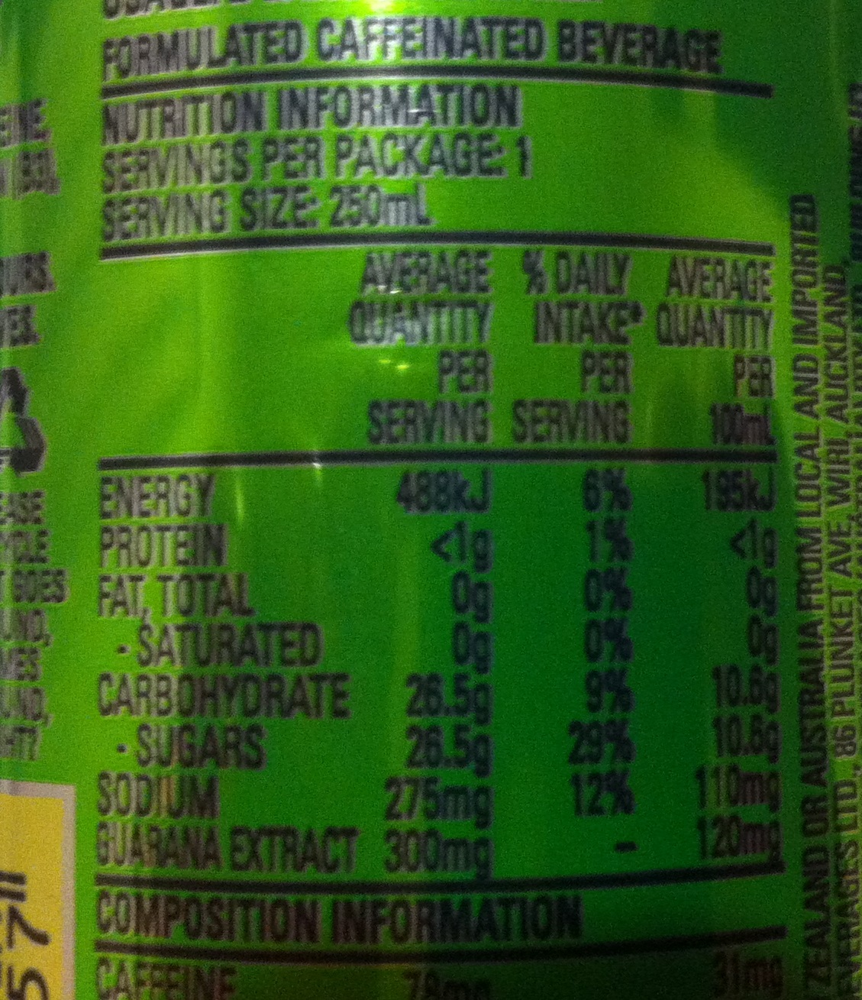 FORMULATED CAFFEINATED BEVERAGE
NUTRITION INFORMATION
SERVINGS PER PACKAGE: 1
SERVING SIZE: 250mL
AVERAGE % DAILY AVERAGE
QUANTITY INTAKE* QUANTITY
PER PER PER
SERVING SERVING 100mL
ENERGY 488kJ 6% 195kJ
PROTEIN <1g 1% <1g
FAT, TOTAL 0g 0% 0g
- SATURATED 0g 0% 0g
CARBOHYDRATE 26.5g 9% 10.6g
- SUGARS 26.5g 29% 10.6g
SODIUM 275mg 12% 110mg
GUARANA EXTRACT 300mg - 120mg
COMPOSITION INFORMATION
CAFFEINE 78mg 31mg
ZEALAND OR AUSTRALIA FROM LOCAL AND IMPORTED
LTD., 86 PLUNKET AVE, WIRI, AUCKLAND
57